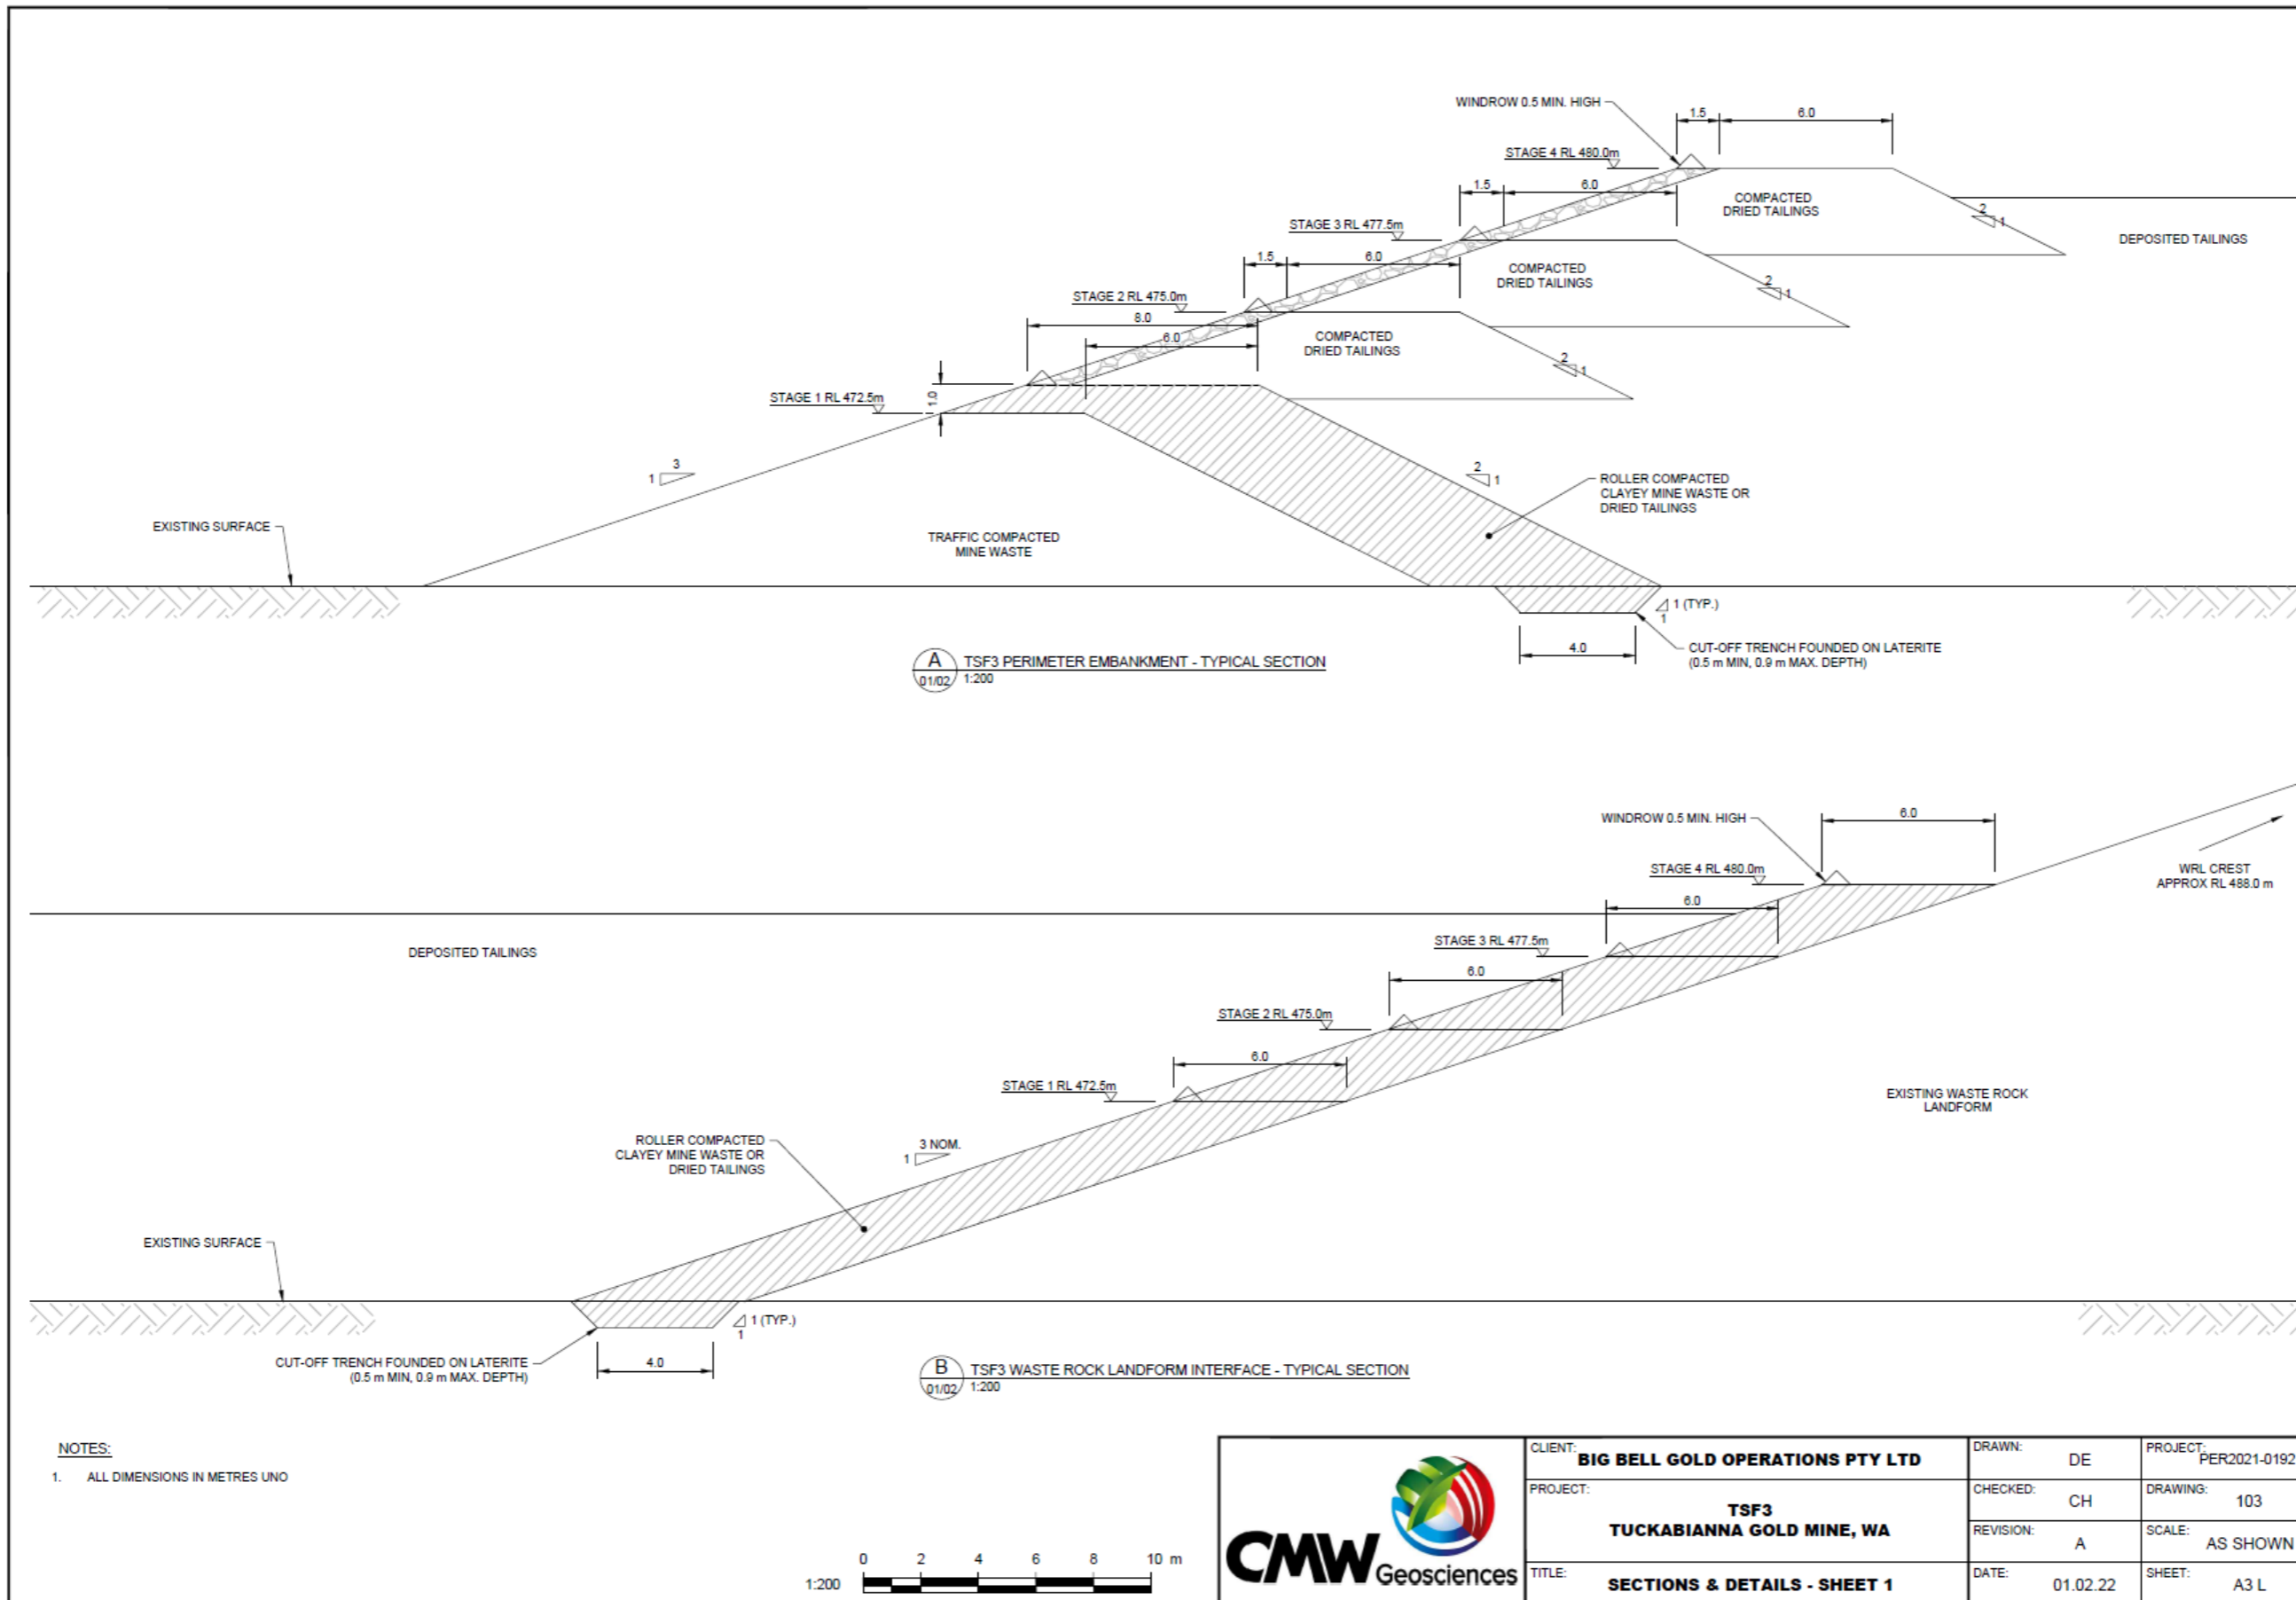 WINDROW 0.5 MIN. HIGH
1.5
6.0
STAGE 4 RL 480.0m
COMPACTED
DRIED TAILINGS
2
1
DEPOSITED TAILINGS
1.5
6.0
STAGE 3 RL 477.5m
COMPACTED
DRIED TAILINGS
2
1
1.5
6.0
STAGE 2 RL 475.0m
8.0
6.0
COMPACTED
DRIED TAILINGS
2
1
STAGE 1 RL 472.5m
1.0
3
1
2
1
ROLLER COMPACTED
CLAYEY MINE WASTE OR
DRIED TAILINGS
EXISTING SURFACE
TRAFFIC COMPACTED
MINE WASTE
1 (TYP.)
1
4.0
CUT-OFF TRENCH FOUNDED ON LATERITE
(0.5 m MIN, 0.9 m MAX. DEPTH)
A
01/02
TSF3 PERIMETER EMBANKMENT - TYPICAL SECTION
1:200
WINDROW 0.5 MIN. HIGH
6.0
STAGE 4 RL 480.0m
WRL CREST
APPROX RL 488.0 m
6.0
STAGE 3 RL 477.5m
DEPOSITED TAILINGS
6.0
STAGE 2 RL 475.0m
6.0
STAGE 1 RL 472.5m
EXISTING WASTE ROCK
LANDFORM
ROLLER COMPACTED
CLAYEY MINE WASTE OR
DRIED TAILINGS
3 NOM.
1
EXISTING SURFACE
1 (TYP.)
1
CUT-OFF TRENCH FOUNDED ON LATERITE
(0.5 m MIN, 0.9 m MAX. DEPTH)
4.0
B
01/02
TSF3 WASTE ROCK LANDFORM INTERFACE - TYPICAL SECTION
1:200
NOTES:
1. ALL DIMENSIONS IN METRES UNO
0 2 4 6 8 10 m
1:200
CMW Geosciences
CLIENT: BIG BELL GOLD OPERATIONS PTY LTD
PROJECT:
TSF3
TUCKABIANNA GOLD MINE, WA
TITLE: SECTIONS & DETAILS - SHEET 1
DRAWN: DE
PROJECT: PER2021-0192
CHECKED: CH
DRAWING: 103
REVISION: A
SCALE: AS SHOWN
DATE: 01.02.22
SHEET: A3 L